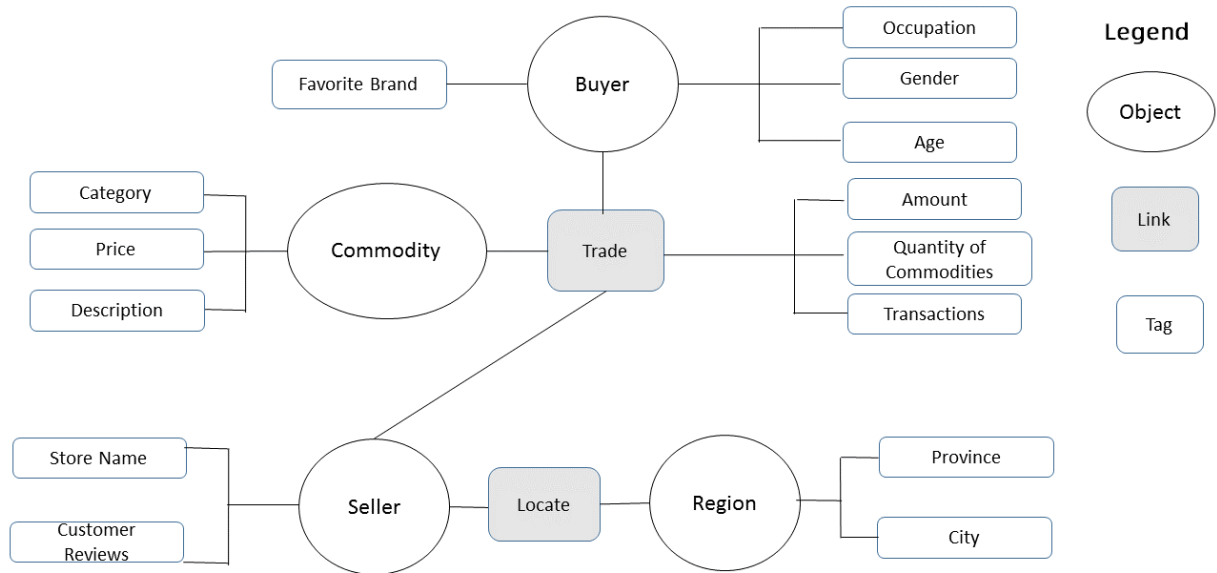 Occupation
Legend
Favorite Brand
Buyer
Gender
Object
Age
Category
Amount
Link
Price
Commodity
Trade
Quantity of
Commodities
Description
Transactions
Tag
Store Name
Province
Seller
Locate
Region
Customer
Reviews
City